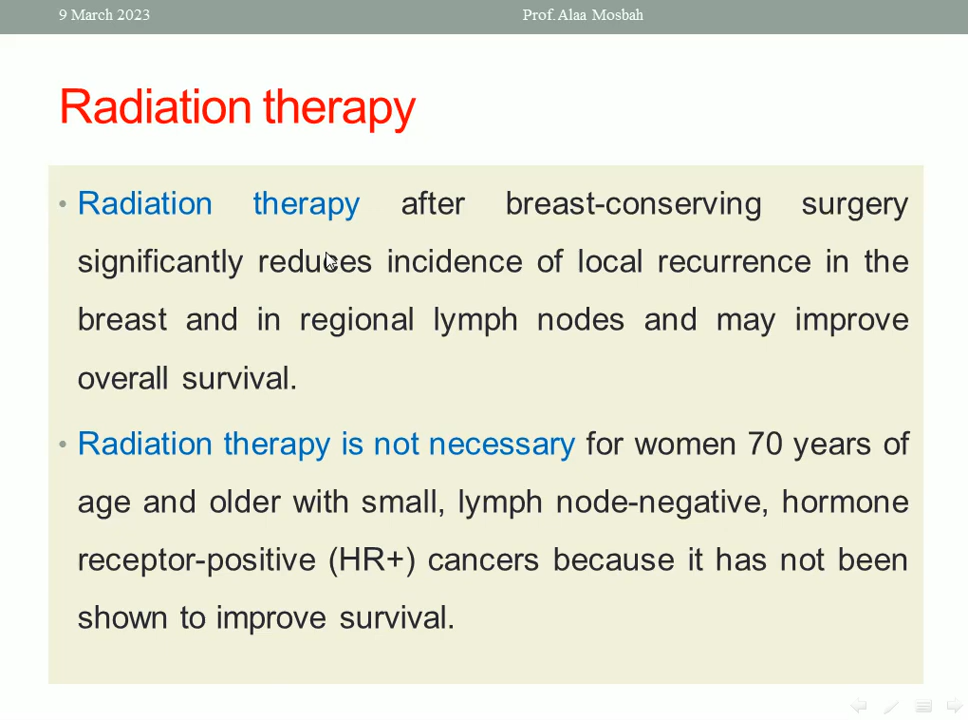 9 March 2023
Prof. Alaa Mosbah
Radiation therapy
• Radiation therapy after breast-conserving surgery
significantly reduces incidence of local recurrence in the
breast and in regional lymph nodes and may improve
overall survival.
• Radiation therapy is not necessary for women 70 years of
age and older with small, lymph node-negative, hormone
receptor-positive (HR+) cancers because it has not been
shown to improve survival.